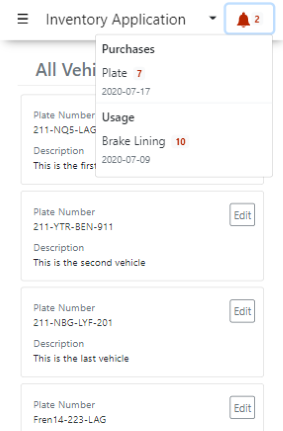 Inventory Application
2
Purchases
Plate 7
2020-07-17
Usage
Brake Lining 10
2020-07-09
All Vehi
Plate Number
211-NQ5-LAG
Description
This is the first
Plate Number
211-YTR-BEN-911
Edit
Description
This is the second vehicle
Plate Number
211-NBG-LYF-201
Edit
Description
This is the last vehicle
Plate Number
Fren14-223-LAG
Edit